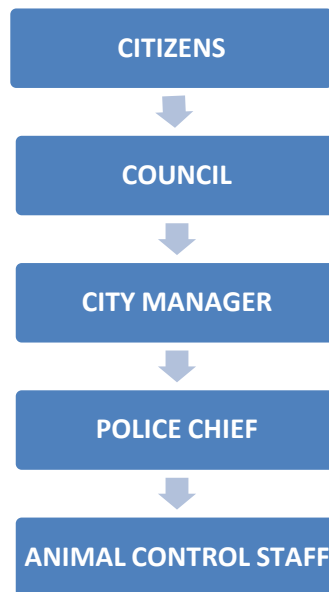 CITIZENS
COUNCIL
CITY MANAGER
POLICE CHIEF
ANIMAL CONTROL STAFF